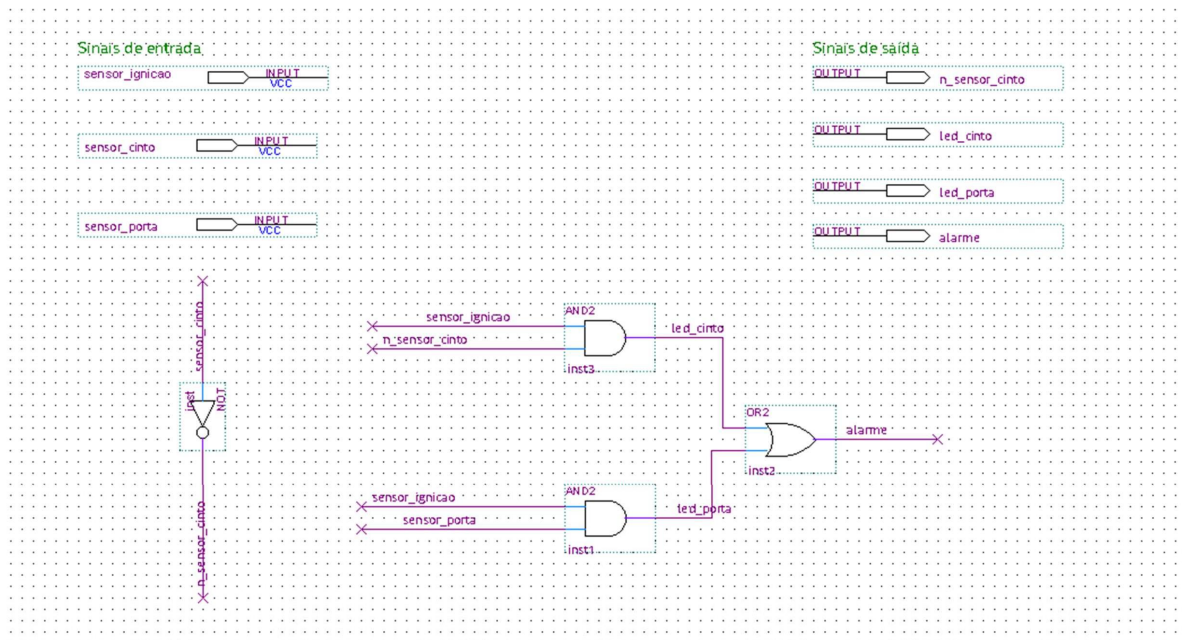 Sinais de entrada
sensor_ignicao
INPUT
VCC
sensor_cinto
INPUT
VCC
sensor_porta
INPUT
VCC
Sinais de saída
OUTPUT
n_sensor_cinto
OUTPUT
led_cinto
OUTPUT
led_porta
OUTPUT
alarme
sensor_cinto
inst
NOT
n_sensor_cinto
AND2
sensor_ignicao
n_sensor_cinto
led_cinto
inst3
OR2
alarme
inst2
AND2
sensor_ignicao
sensor_porta
led_porta
inst1